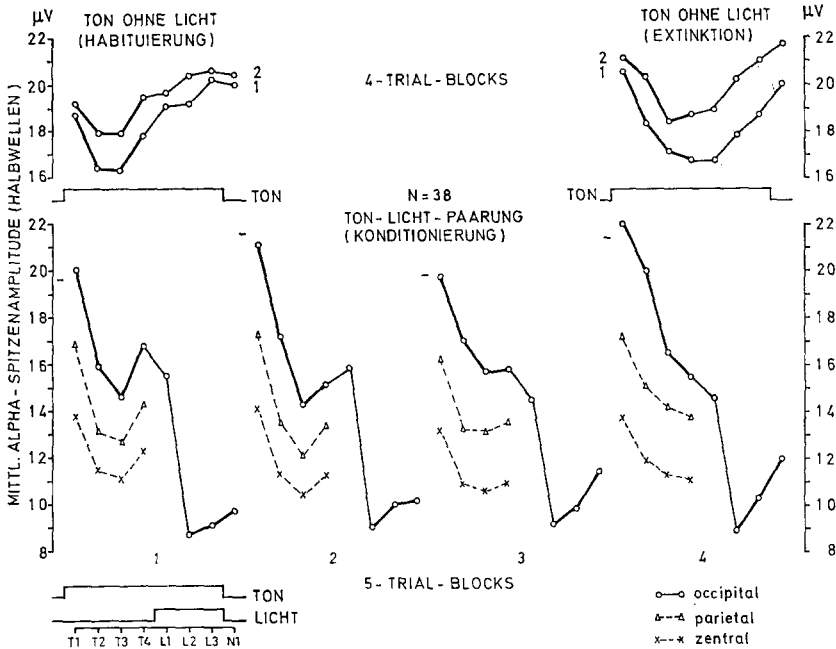 µV
TON OHNE LICHT
(HABITUIERUNG)
TON OHNE LICHT
(EXTINKTION)
µV
22
20
18
16
2
1
4-TRIAL-BLOCKS
2
1
22
20
18
16
TON
N=38
TON-LICHT-PAARUNG
(KONDITIONIERUNG)
TON
MITTL. ALPHA-SPITZENAMPLITUDE (HALBWELLEN)
22
20
18
16
14
12
10
8
22
20
18
16
14
12
10
8
1
2
3
4
5-TRIAL-BLOCKS
TON
LICHT
T1 T2 T3 T4 L1 L2 L3 N1
occipital
parietal
zentral